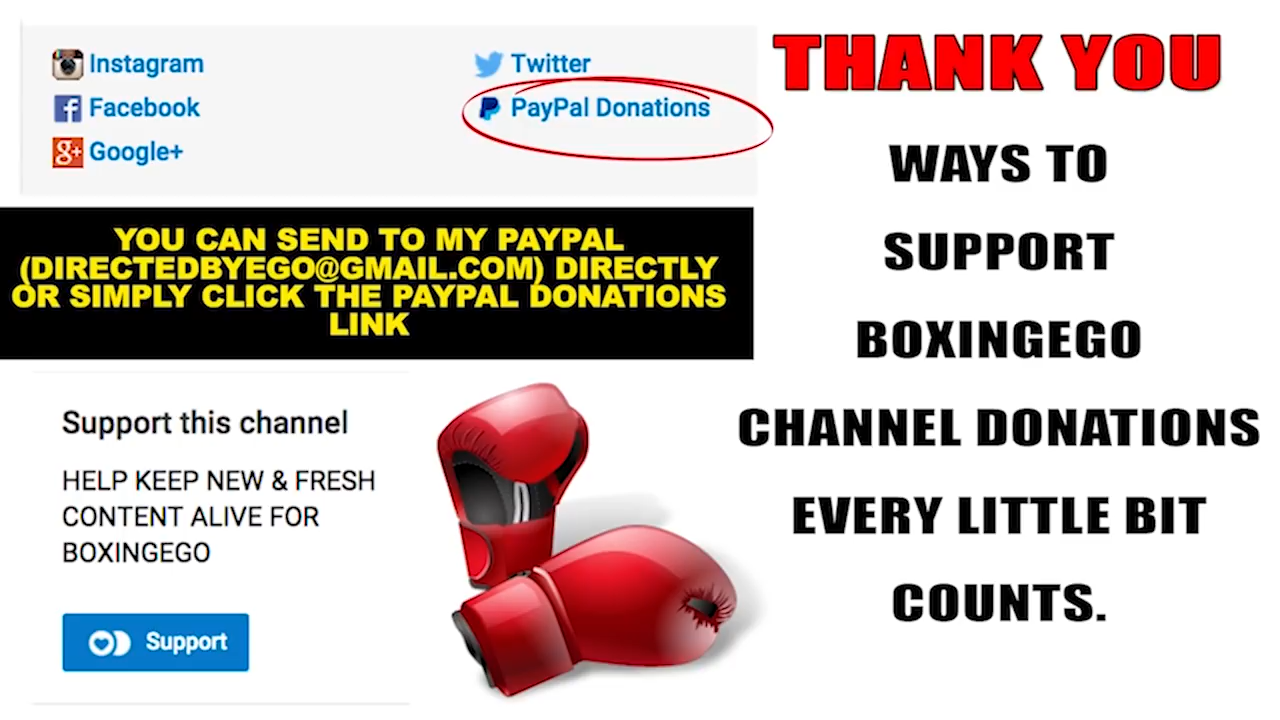 Instagram
Facebook
Google+
Twitter
PayPal Donations
YOU CAN SEND TO MY PAYPAL
(DIRECTEDBYEGO@GMAIL.COM) DIRECTLY
OR SIMPLY CLICK THE PAYPAL DONATIONS
LINK
Support this channel
HELP KEEP NEW & FRESH
CONTENT ALIVE FOR
BOXINGEGO
Support
THANK YOU
WAYS TO
SUPPORT
BOXINGEGO
CHANNEL DONATIONS
EVERY LITTLE BIT
COUNTS.